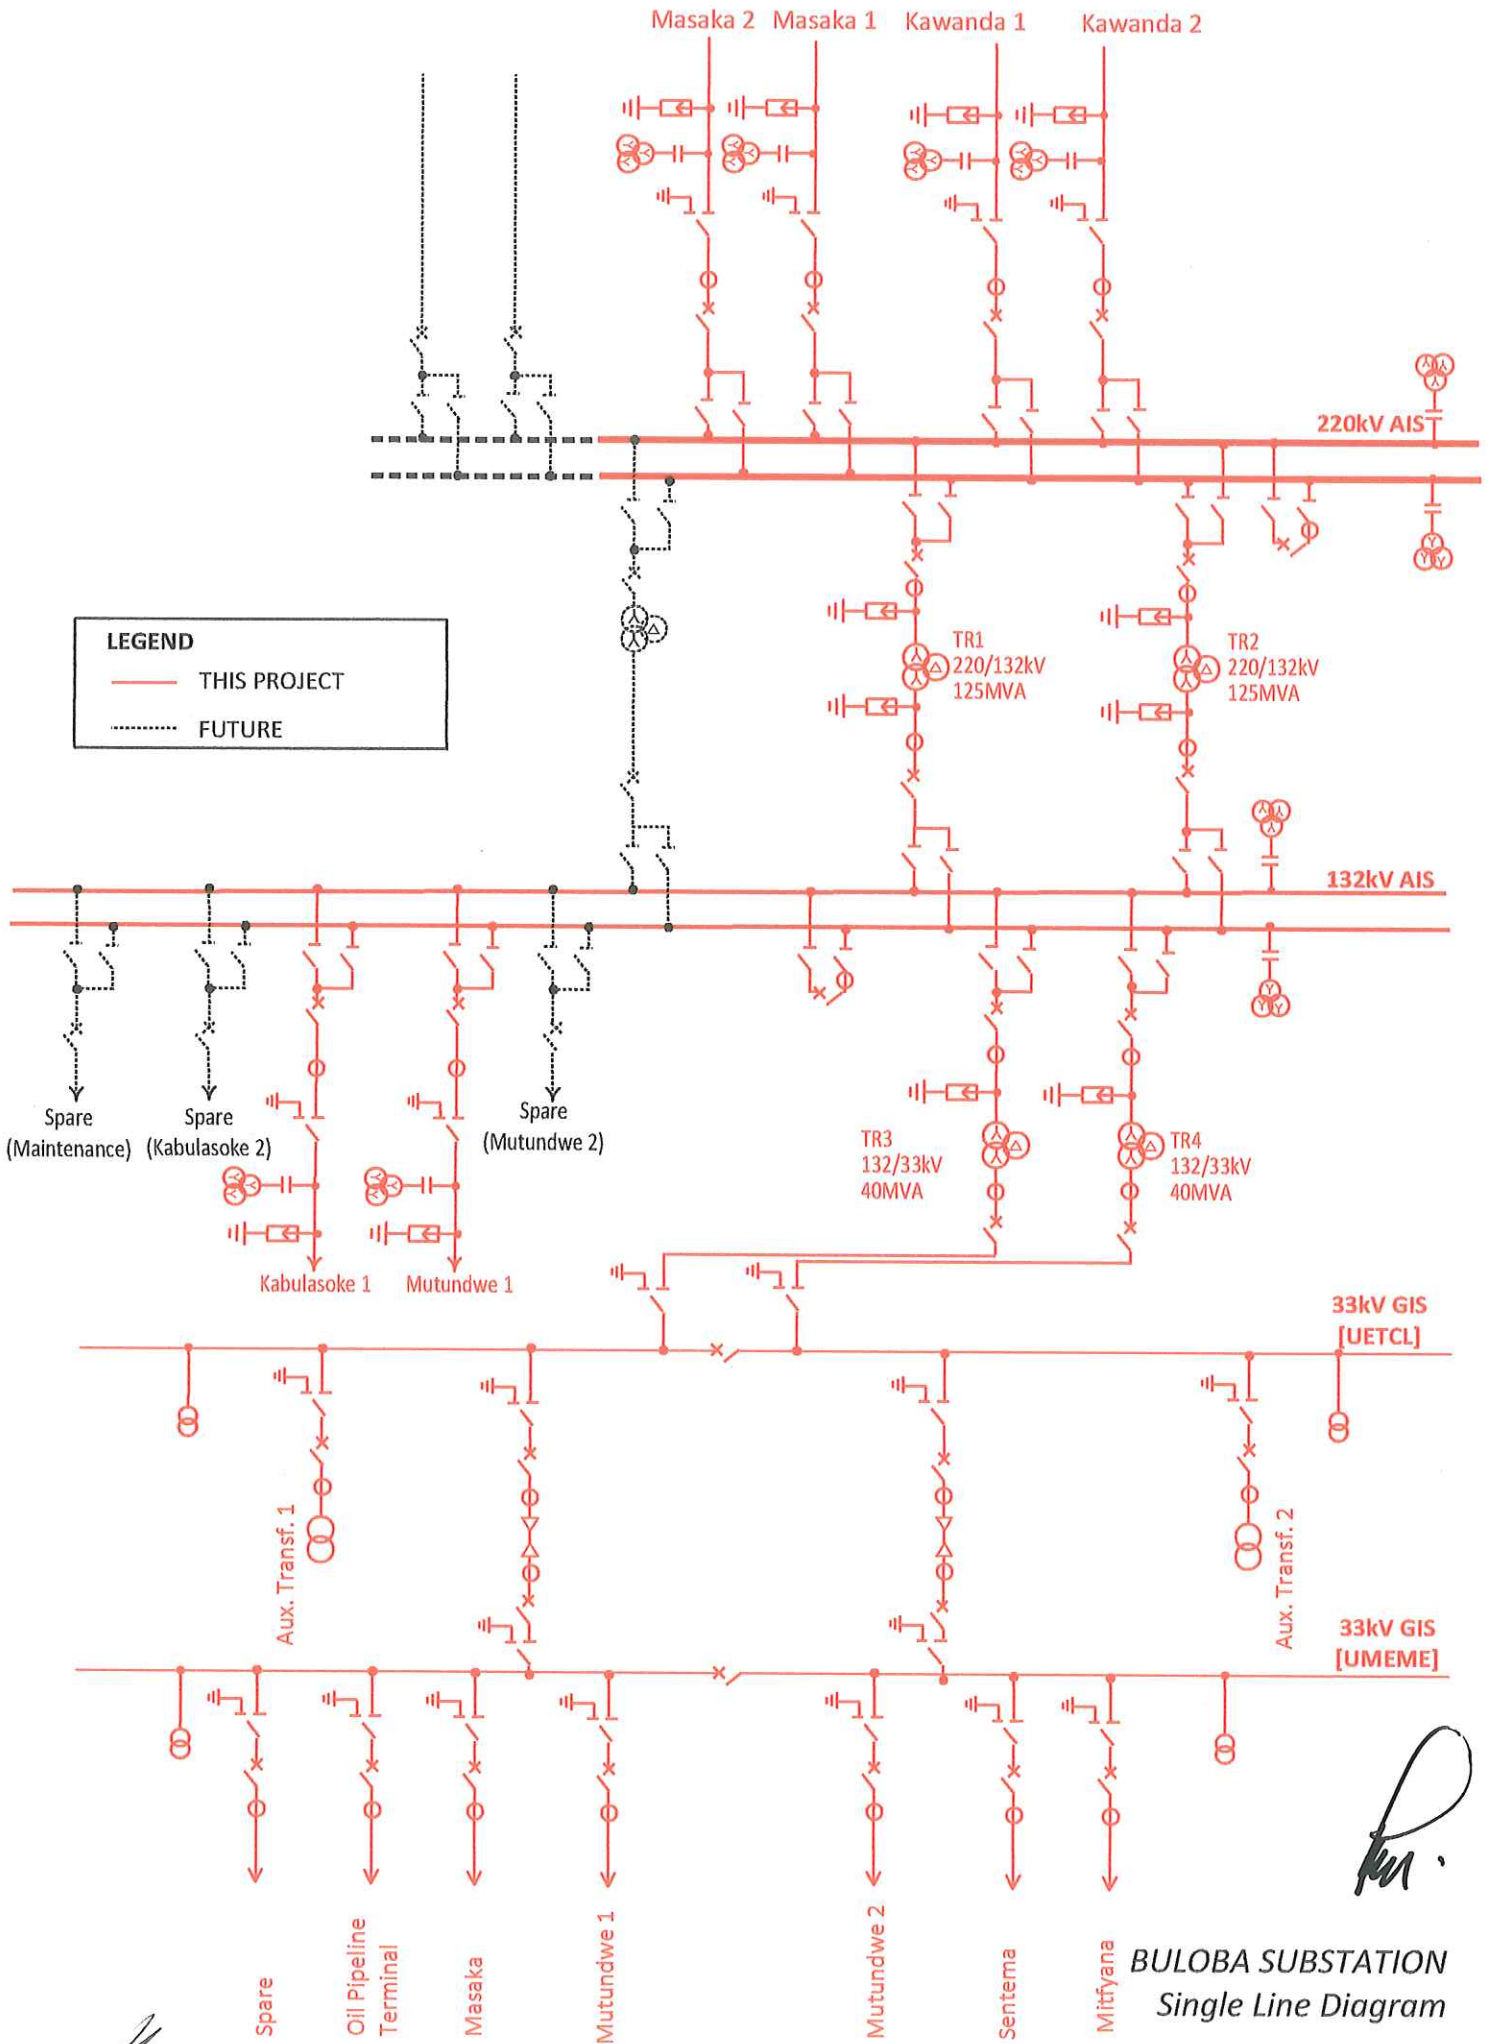 Masaka 2 Masaka 1 Kawanda 1 Kawanda 2
220kV AIS
LEGEND
THIS PROJECT
FUTURE
TR1
220/132kV
125MVA
TR2
220/132kV
125MVA
132kV AIS
Spare
(Maintenance)
Spare
(Kabulasoke 2)
Spare
(Mutundwe 2)
TR3
132/33kV
40MVA
TR4
132/33kV
40MVA
Kabulasoke 1
Mutundwe 1
33kV GIS
[UETCL]
Aux. Transf. 1
Aux. Transf. 2
33kV GIS
[UMEME]
Spare
Oil Pipeline
Terminal
Masaka
Mutundwe 1
Mutundwe 2
Sentema
Mitfyana
BULOBA SUBSTATION
Single Line Diagram